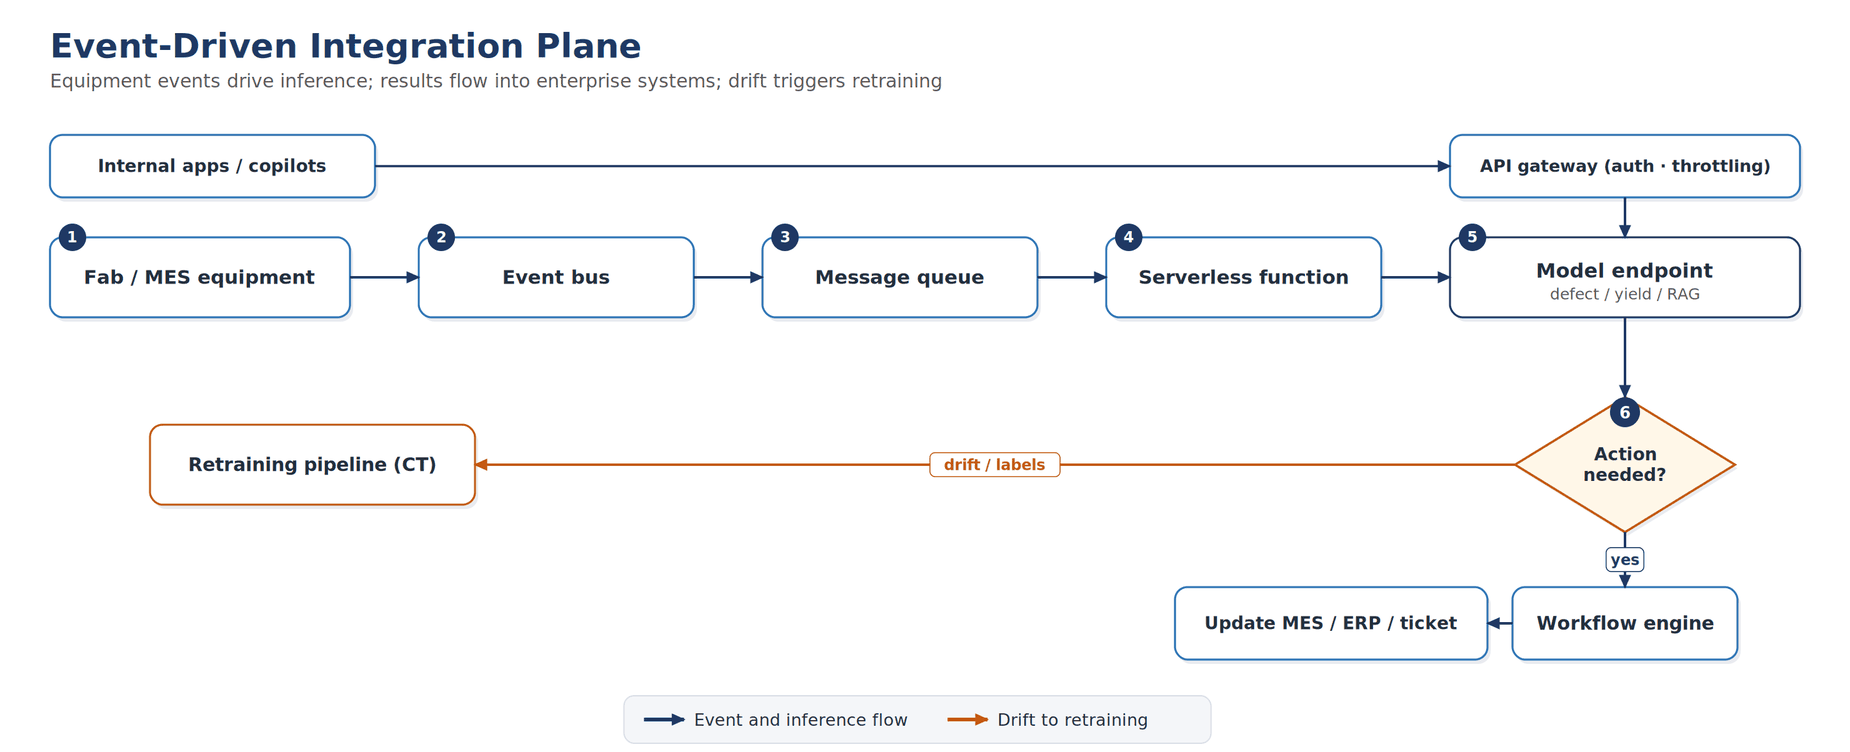 Event-Driven Integration Plane
Equipment events drive inference; results flow into enterprise systems; drift triggers retraining
Internal apps / copilots
API gateway (auth · throttling)
1
Fab / MES equipment
2
Event bus
3
Message queue
4
Serverless function
5
Model endpoint
defect / yield / RAG
6
Action
needed?
drift / labels
Retraining pipeline (CT)
yes
Update MES / ERP / ticket
Workflow engine
Event and inference flow
Drift to retraining